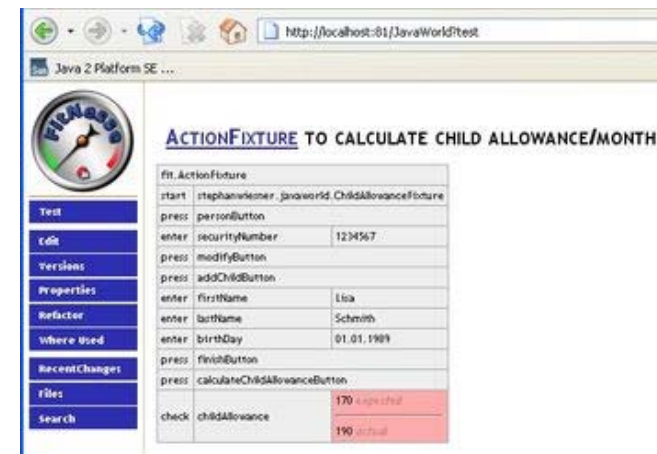 http://localhost:81/JavaWorld?test
Java 2 Platform SE ...
FitNesse
ActionFixture to calculate child allowance/month
fit.ActionFixture
start stephanwiesner.javaworld.ChildAllowanceFixture
press personButton
enter securityNumber 1234567
press modifyButton
press addChildButton
enter firstName Lisa
enter lastName Schmith
enter birthDay 01.01.1989
press finishButton
press calculateChildAllowanceButton
check childAllowance 170 expected
190 actual
Test
Edit
Versions
Properties
Refactor
Where Used
RecentChanges
Files
Search